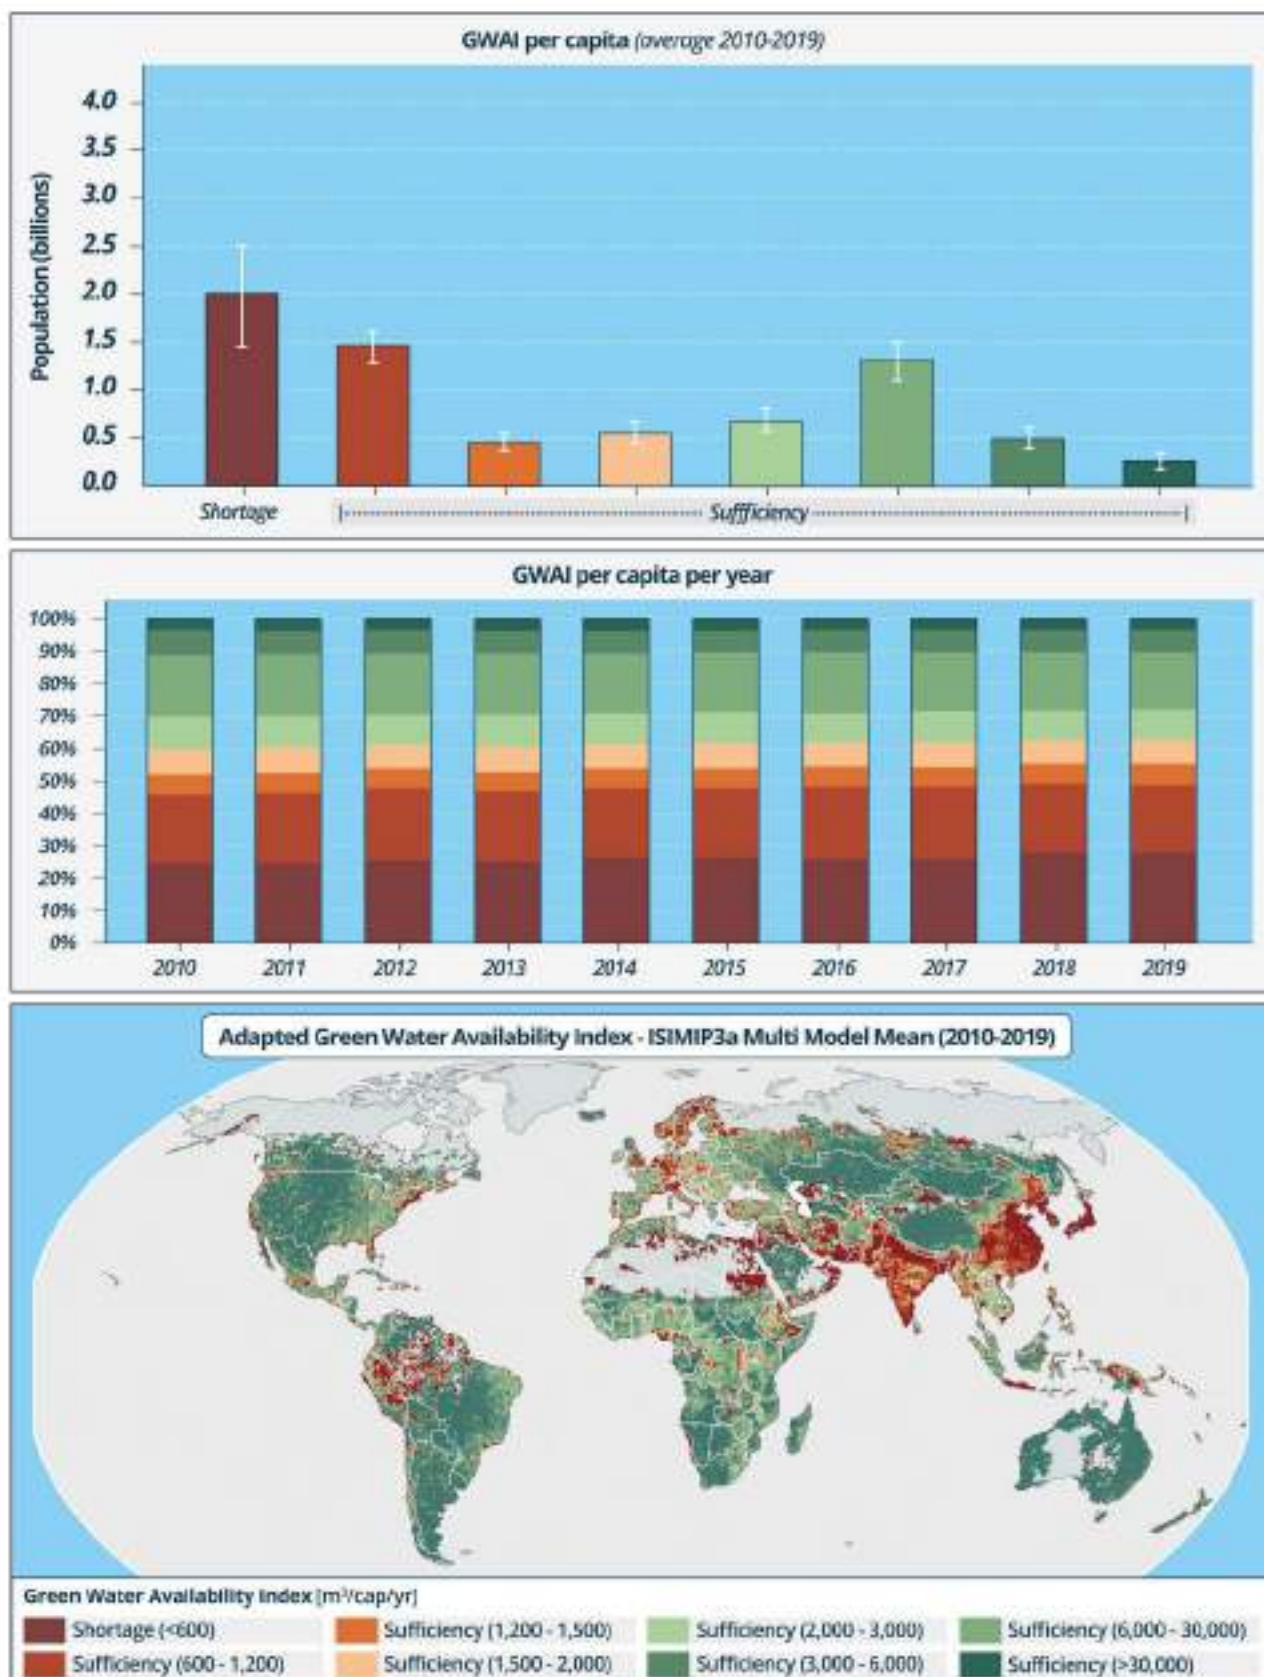 GWAI per capita (average 2010-2019)
Population (billions)
4.0
3.5
3.0
2.5
2.0
1.5
1.0
0.5
0.0
Shortage
Suffficiency
GWAI per capita per year
100%
90%
80%
70%
60%
50%
40%
30%
20%
10%
0%
2010 2011 2012 2013 2014 2015 2016 2017 2018 2019
Adapted Green Water Availability Index - ISIMIP3a Multi Model Mean (2010-2019)
Green Water Availability Index [m³/cap/yr]
Shortage (<600) Sufficiency (1,200 - 1,500) Sufficiency (2,000 - 3,000) Sufficiency (6,000 - 30,000)
Sufficiency (600 - 1,200) Sufficiency (1,500 - 2,000) Sufficiency (3,000 - 6,000) Sufficiency (>30,000)